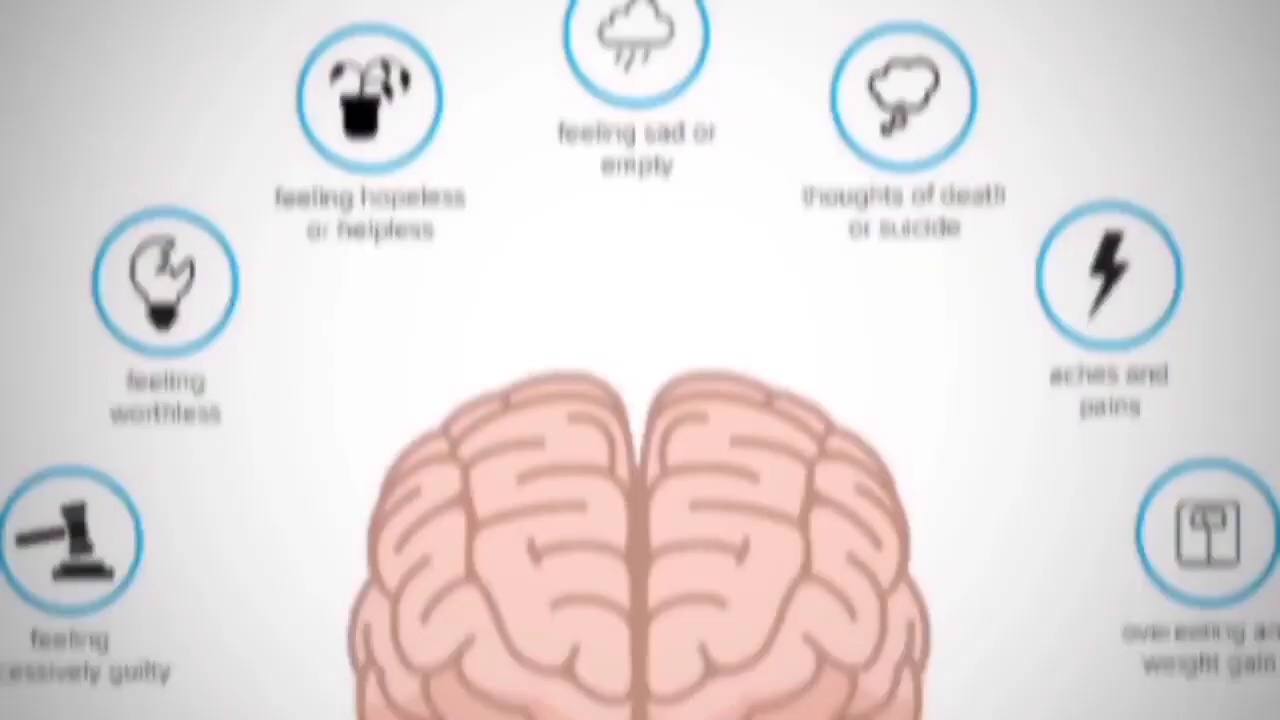 feeling sad or
empty
feeling hopeless
or helpless
thoughts of death
or suicide
feeling
worthless
aches and
pains
feeling
cessively guilty
overeating a
weight gain